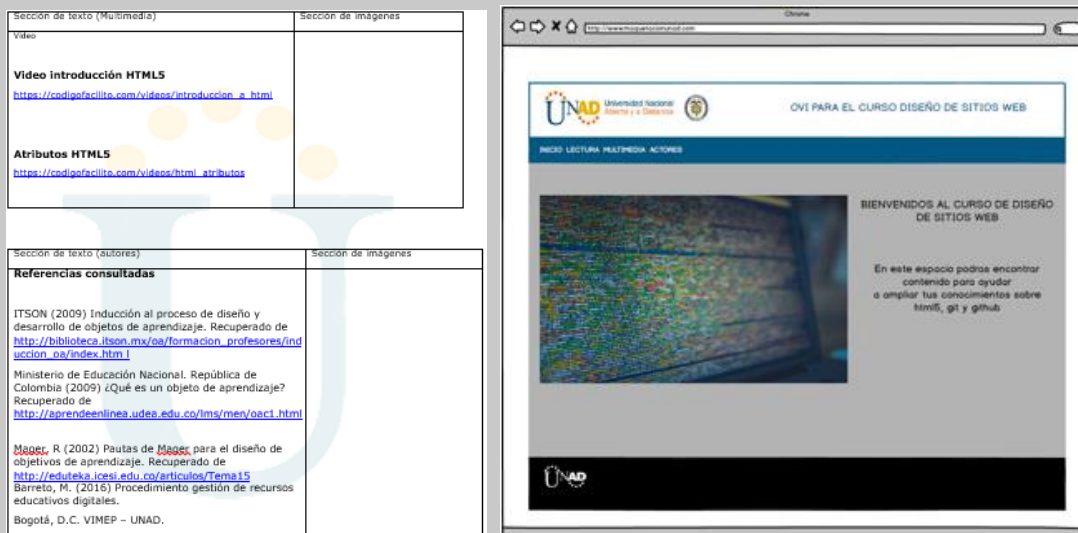 Sección de texto (Multimedia)
Sección de imágenes
Video
Video introducción HTML5
https://codigofacilito.com/videos/introduccion_a_html
Atributos HTML5
https://codigofacilito.com/videos/html_atributos
Sección de texto (autores)
Sección de imágenes
Referencias consultadas
ITSON (2009) Inducción al proceso de diseño y
desarrollo de objetos de aprendizaje. Recuperado de
http://biblioteca.itson.mx/oa/formacion_profesores/ind
uccion_oa/index.htm l
Ministerio de Educación Nacional. República de
Colombia (2009) ¿Qué es un objeto de aprendizaje?
Recuperado de
http://aprendeenlinea.udea.edu.co/lms/men/oac1.html
Mager, R (2002) Pautas de Mager para el diseño de
objetivos de aprendizaje. Recuperado de
http://eduteka.icesi.edu.co/articulos/Tema15
Barreto, M. (2016) Procedimiento gestión de recursos
educativos digitales.
Bogotá, D.C. VIMEP – UNAD.
Chrome
UNAD
Universidad Nacional
Abierta y a Distancia
OVI PARA EL CURSO DISEÑO DE SITIOS WEB
INICIO LECTURA MULTIMEDIA ACTORES
BIENVENIDOS AL CURSO DE DISEÑO
DE SITIOS WEB
En este espacio podras encontrar
contenido para ayudar
a ampliar tus conocimientos sobre
html5, git y github
UNAD